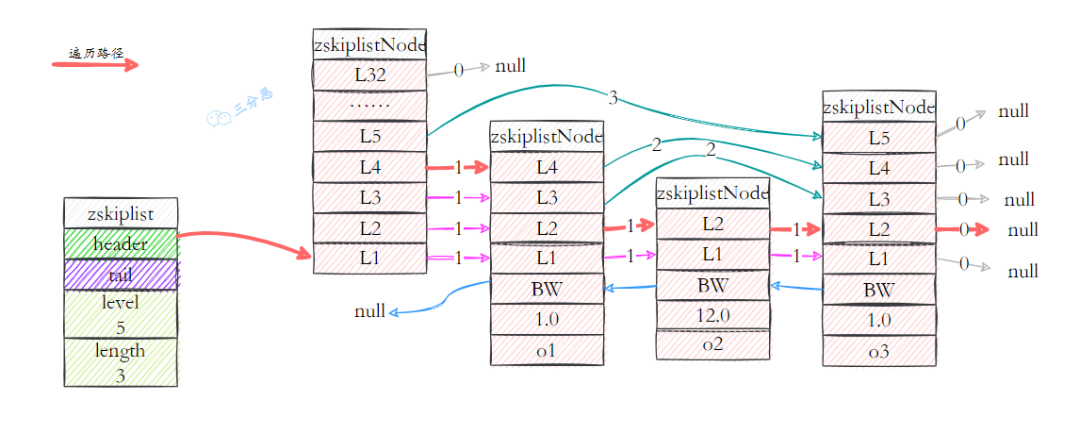 遍历路径
三分恶
zskiplist
header
tail
level
5
length
3
zskiplistNode
L32
……
L5
L4
L3
L2
L1
0
null
3
1
1
1
1
null
zskiplistNode
L4
L3
L2
L1
BW
1.0
o1
2
2
1
1
zskiplistNode
L2
L1
BW
12.0
o2
1
1
zskiplistNode
L5
L4
L3
L2
L1
BW
1.0
o3
0
null
0
null
0
null
0
null
0
null